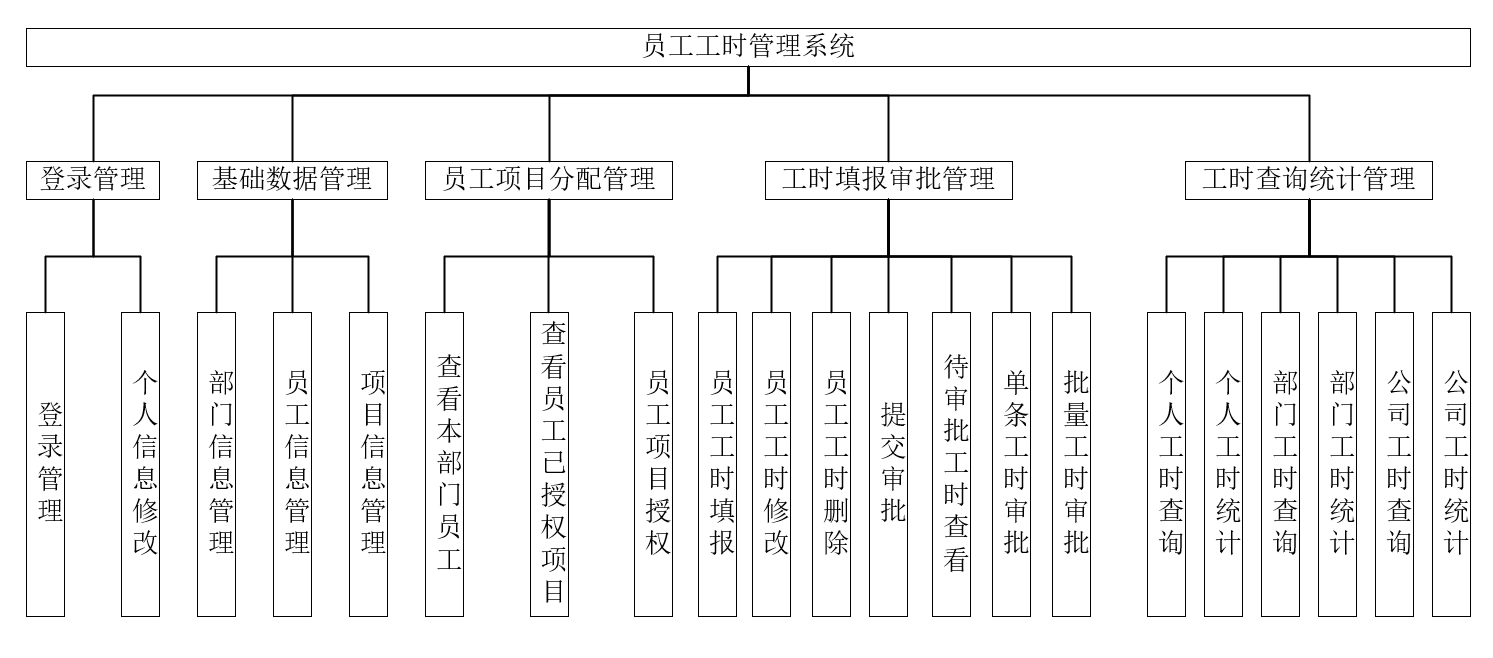 员工工时管理系统
登录管理
基础数据管理
员工项目分配管理
工时填报审批管理
工时查询统计管理
登录管理
个人信息修改
部门信息管理
员工信息管理
项目信息管理
查看本部门员工
查看员工已授权项目
员工项目授权
员工工时填报
员工工时修改
员工工时删除
提交审批
待审批工时查看
单条工时审批
批量工时审批
个人工时查询
个人工时统计
部门工时查询
部门工时统计
公司工时查询
公司工时统计